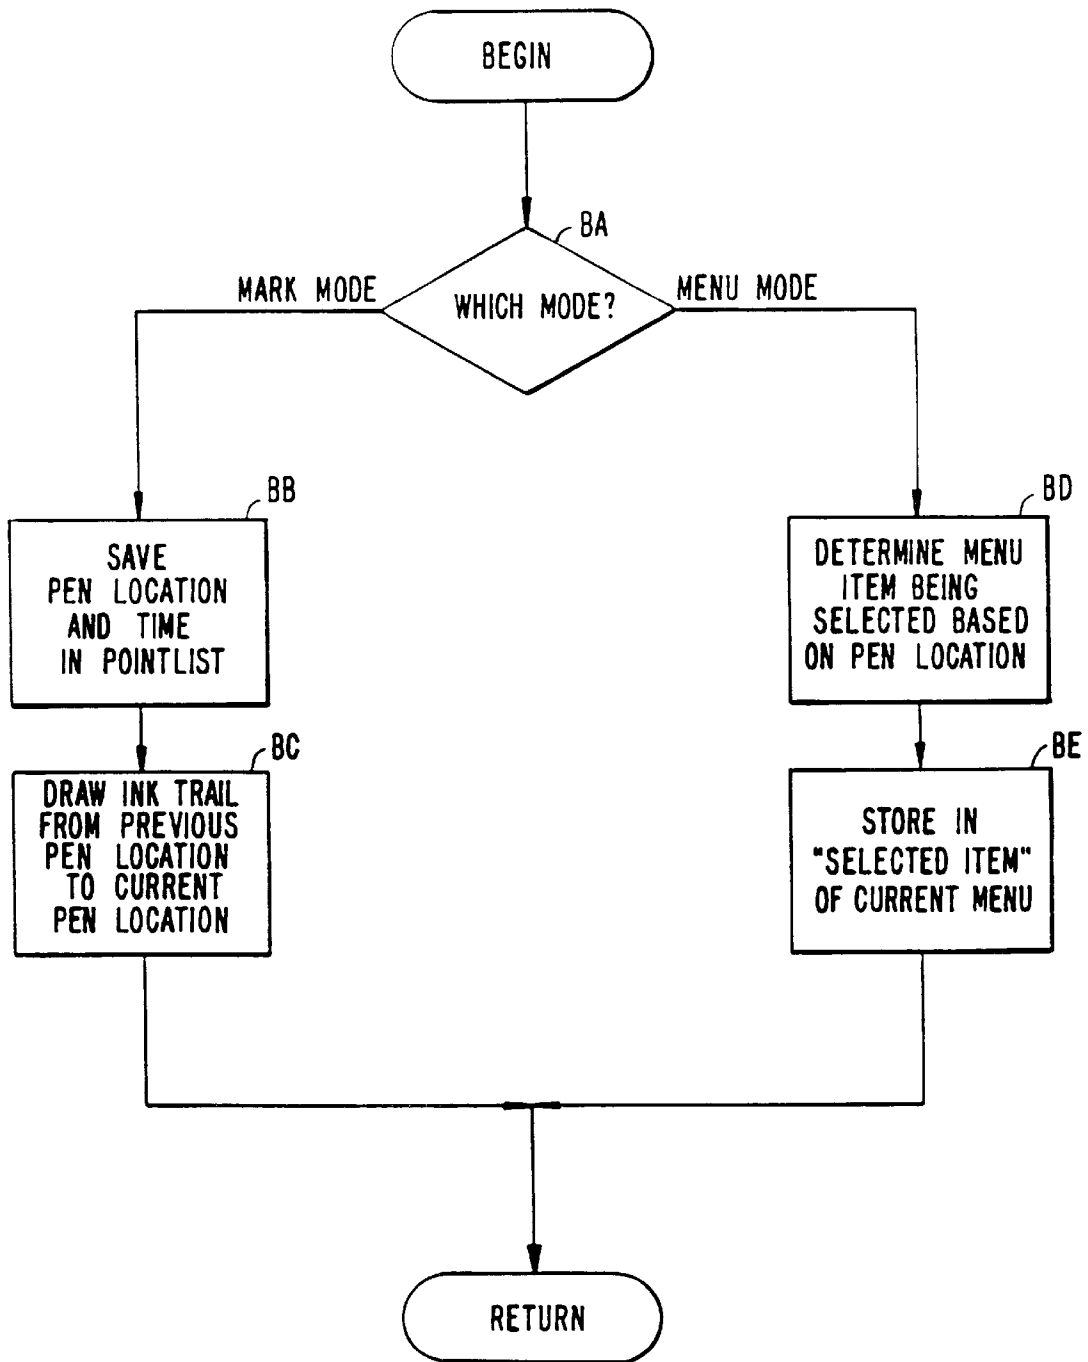 BEGIN
BA
MARK MODE
WHICH MODE?
MENU MODE
BB
SAVE
PEN LOCATION
AND TIME
IN POINTLIST
BC
DRAW INK TRAIL
FROM PREVIOUS
PEN LOCATION
TO CURRENT
PEN LOCATION
BD
DETERMINE MENU
ITEM BEING
SELECTED BASED
ON PEN LOCATION
BE
STORE IN
"SELECTED ITEM"
OF CURRENT MENU
RETURN